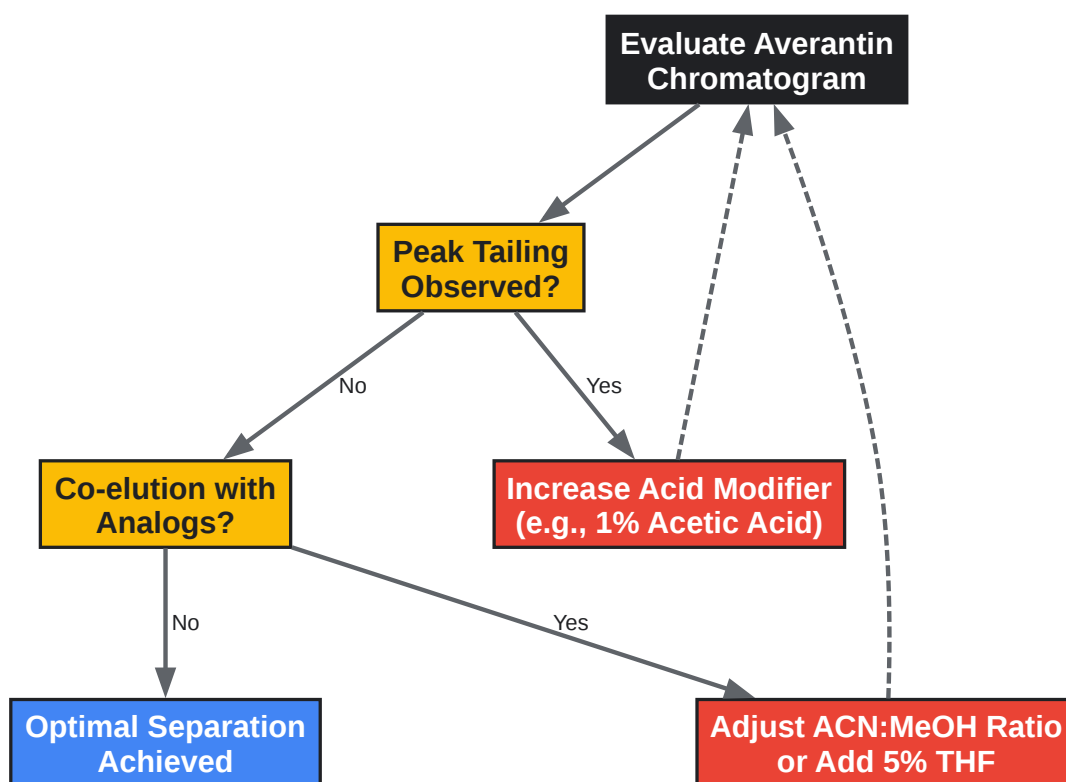 Evaluate Averantin
Chromatogram
Peak Tailing
Observed?
No
Yes
Co-elution with
Analogs?
Increase Acid Modifier
(e.g., 1% Acetic Acid)
No
Yes
Optimal Separation
Achieved
Adjust ACN:MeOH Ratio
or Add 5% THF